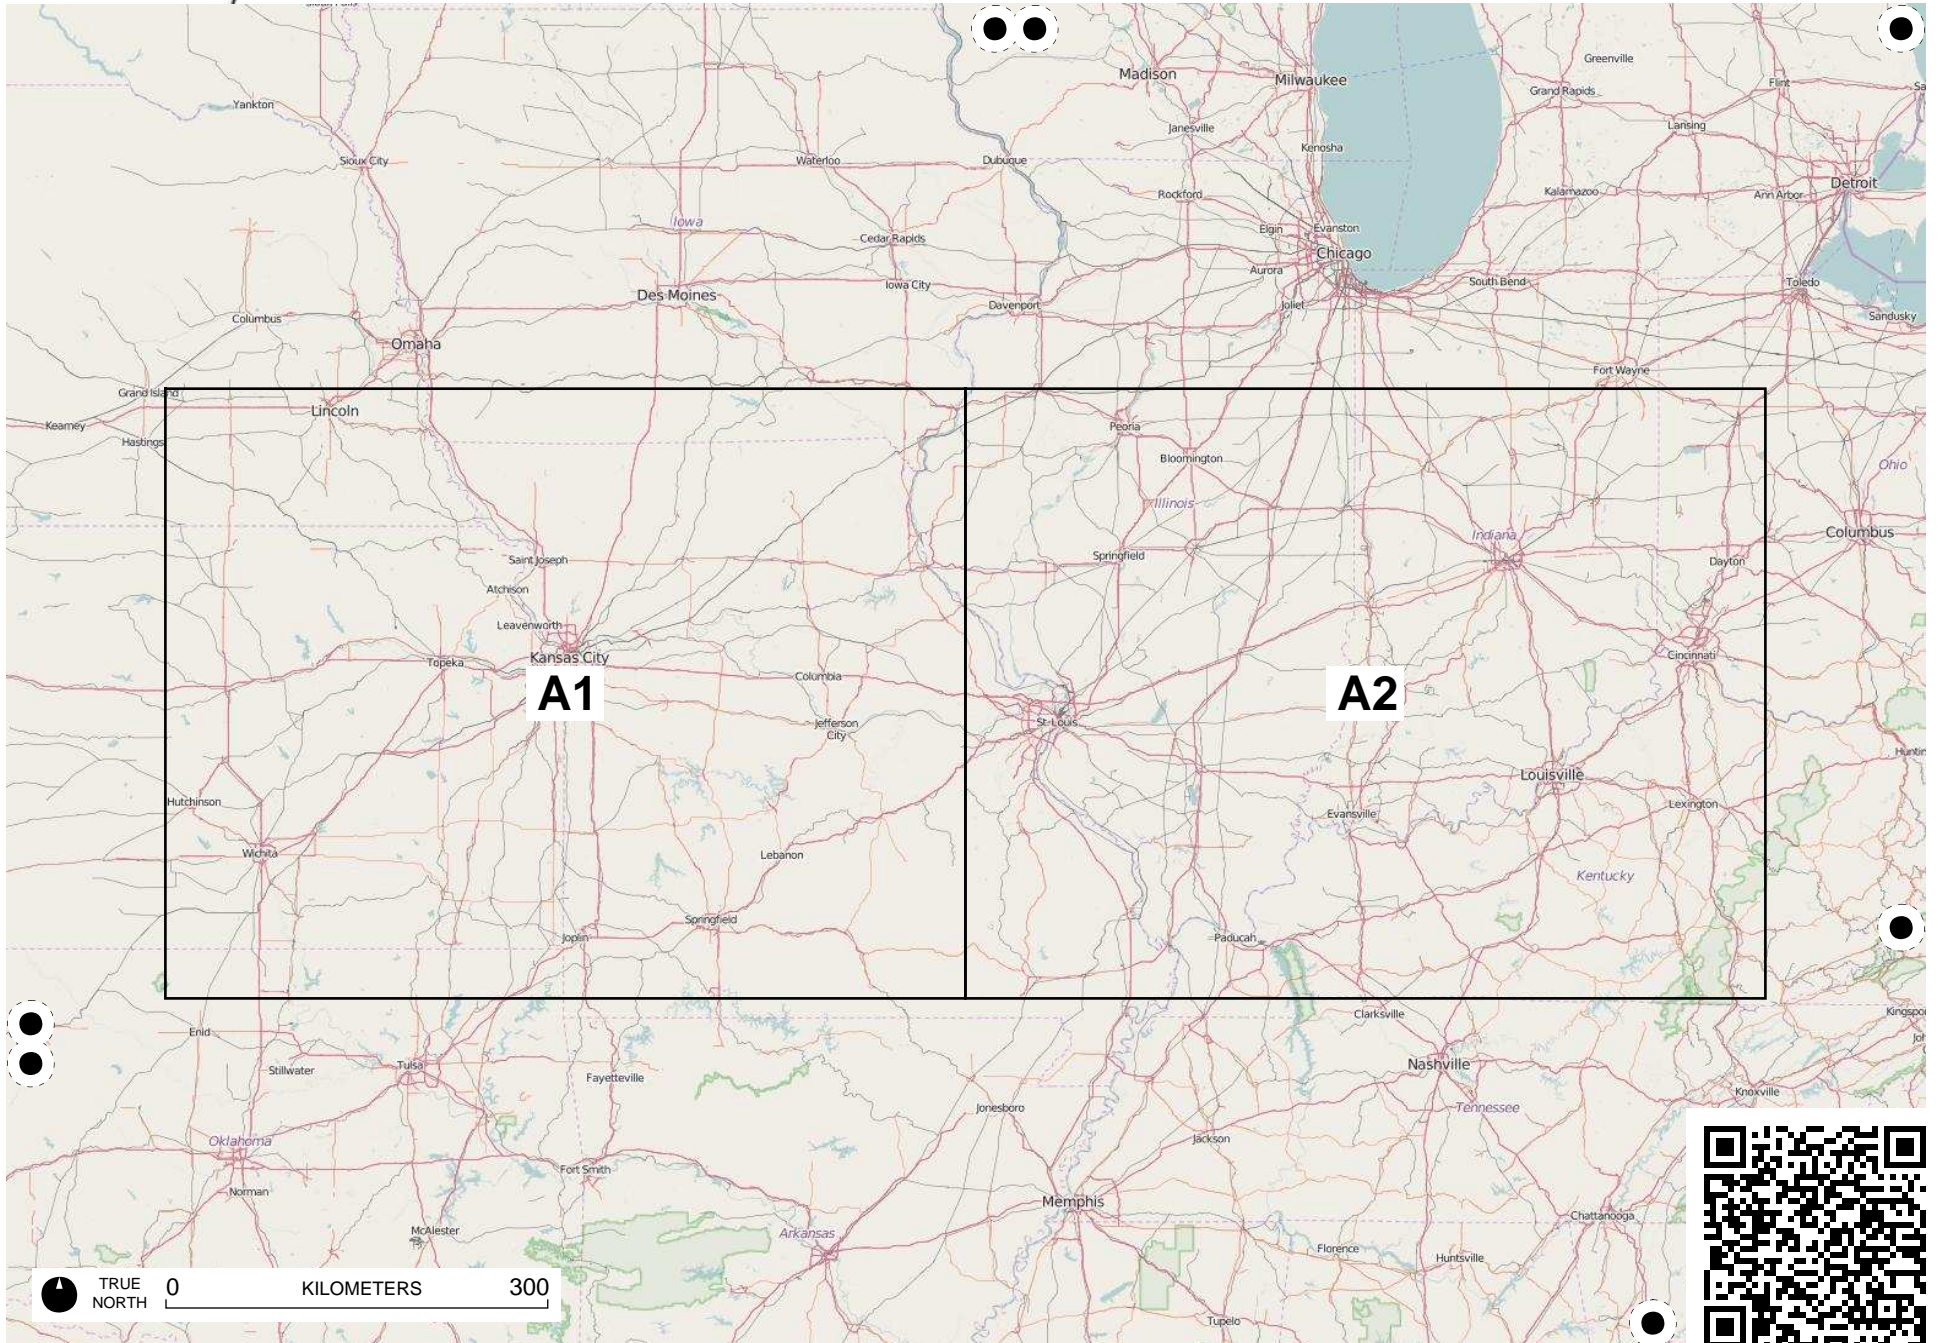 Madison
Milwaukee
Greenville
Flint
Grand Rapids
Yankton
Lansing
Janesville
Kenosha
Sioux City
Waterloo
Dubuque
Detroit
Rockford
Kalamazoo
Ann Arbor
Iowa
Elgin
Evanston
Cedar Rapids
Chicago
Aurora
Iowa City
South Bend
Toledo
Des Moines
Davenport
Joliet
Columbus
Sandusky
Omaha
Fort Wayne
Grand Island
Lincoln
Kearney
Peoria
Hastings
Bloomington
Ohio
Illinois
Indiana
Columbus
Springfield
Saint Joseph
Dayton
Atchison
Leavenworth
Kansas City
Cincinnati
Topeka
Columbia
A1
A2
St. Louis
Jefferson
City
Louisville
Hutchinson
Lexington
Evansville
Wichita
Lebanon
Kentucky
Springfield
Joplin
Paducah
Clarksville
Enid
Nashville
Tulsa
Stillwater
Fayetteville
Knoxville
Jonesboro
Tennessee
Oklahoma
Jackson
Fort Smith
Norman
Memphis
Chattanooga
McAlester
Arkansas
Florence
Huntsville
TRUE
NORTH
0 KILOMETERS 300
Tupelo